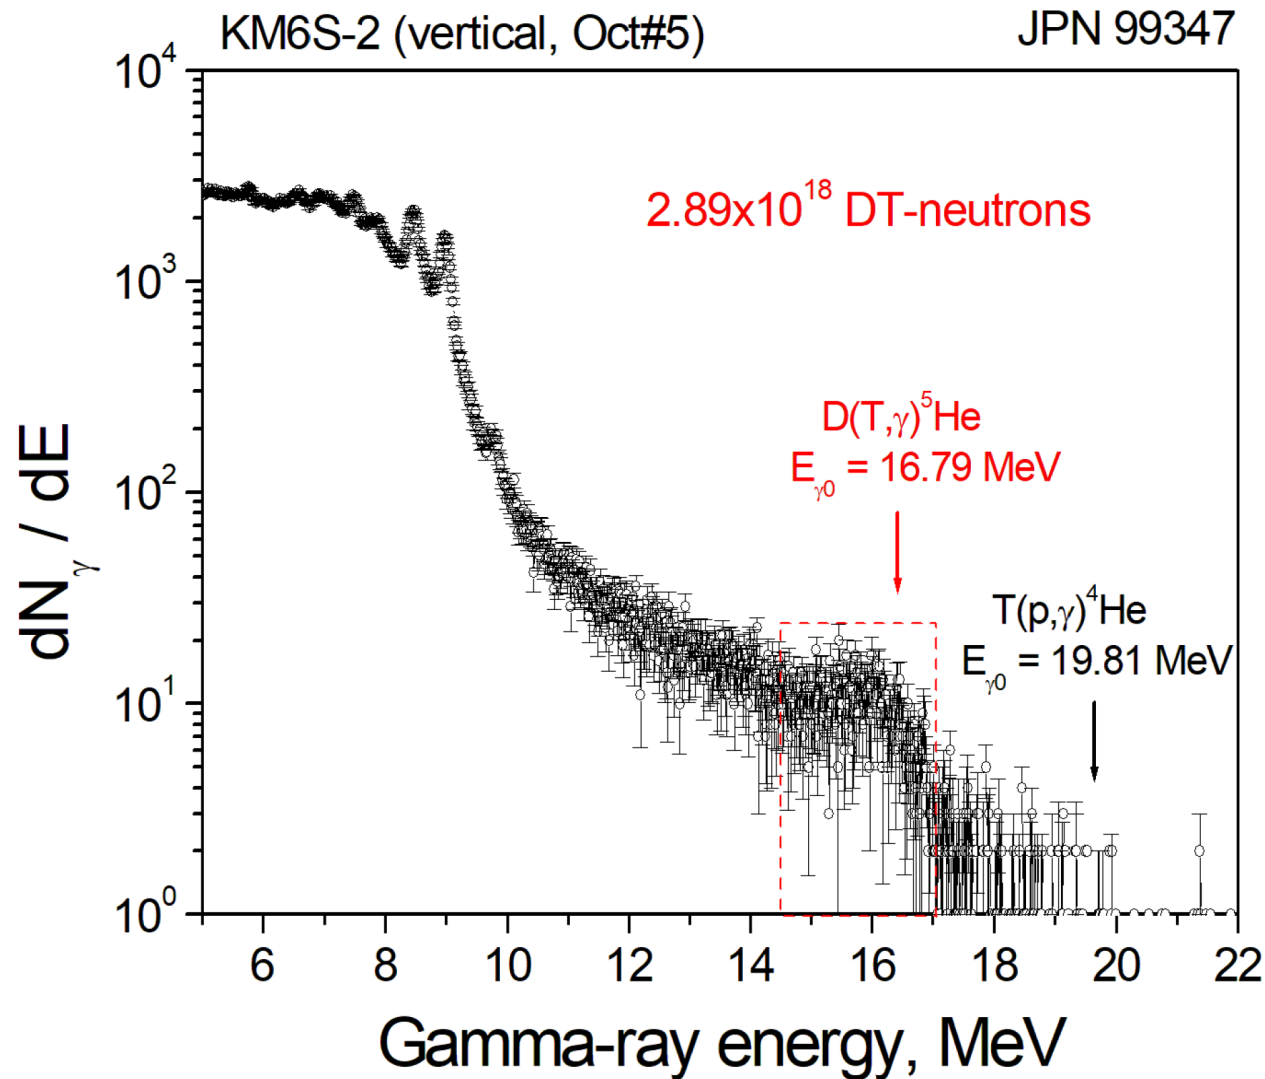 KM6S-2 (vertical, Oct#5) JPN 99347
10⁴
10³
10²
10¹
10⁰
dNᵧ / dE
2.89x10¹⁸ DT-neutrons
D(T,γ)⁵He
Eᵧ₀ = 16.79 MeV
T(p,γ)⁴He
Eᵧ₀ = 19.81 MeV
6 8 10 12 14 16 18 20 22
Gamma-ray energy, MeV